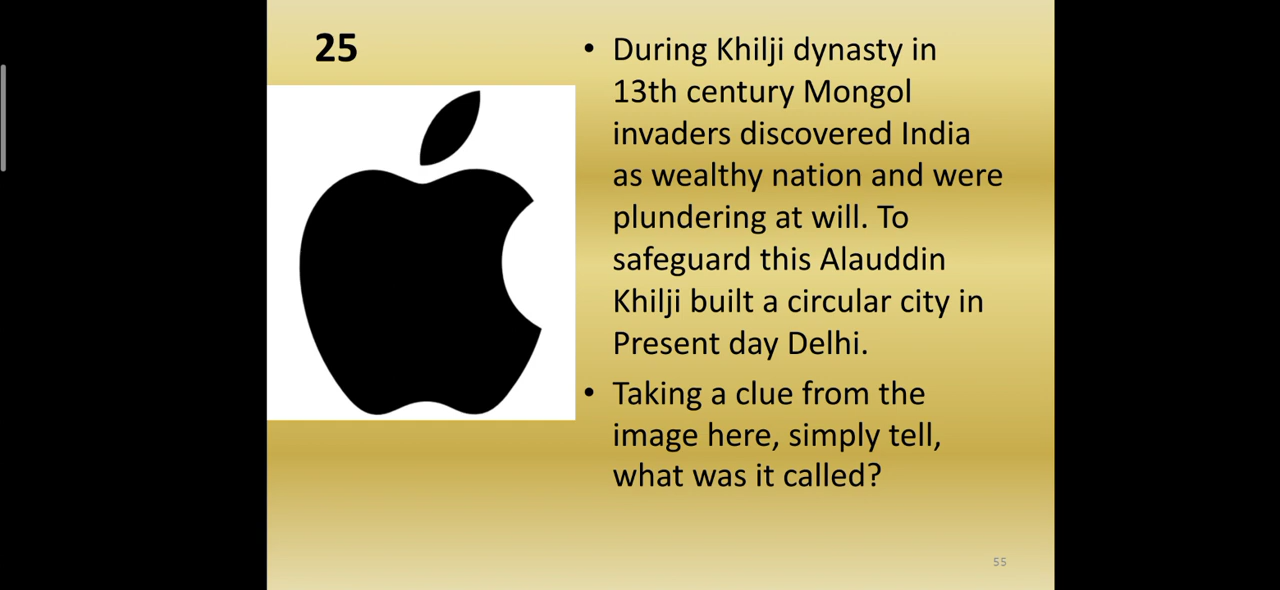 25
• During Khilji dynasty in
13th century Mongol
invaders discovered India
as wealthy nation and were
plundering at will. To
safeguard this Alauddin
Khilji built a circular city in
Present day Delhi.
• Taking a clue from the
image here, simply tell,
what was it called?
55